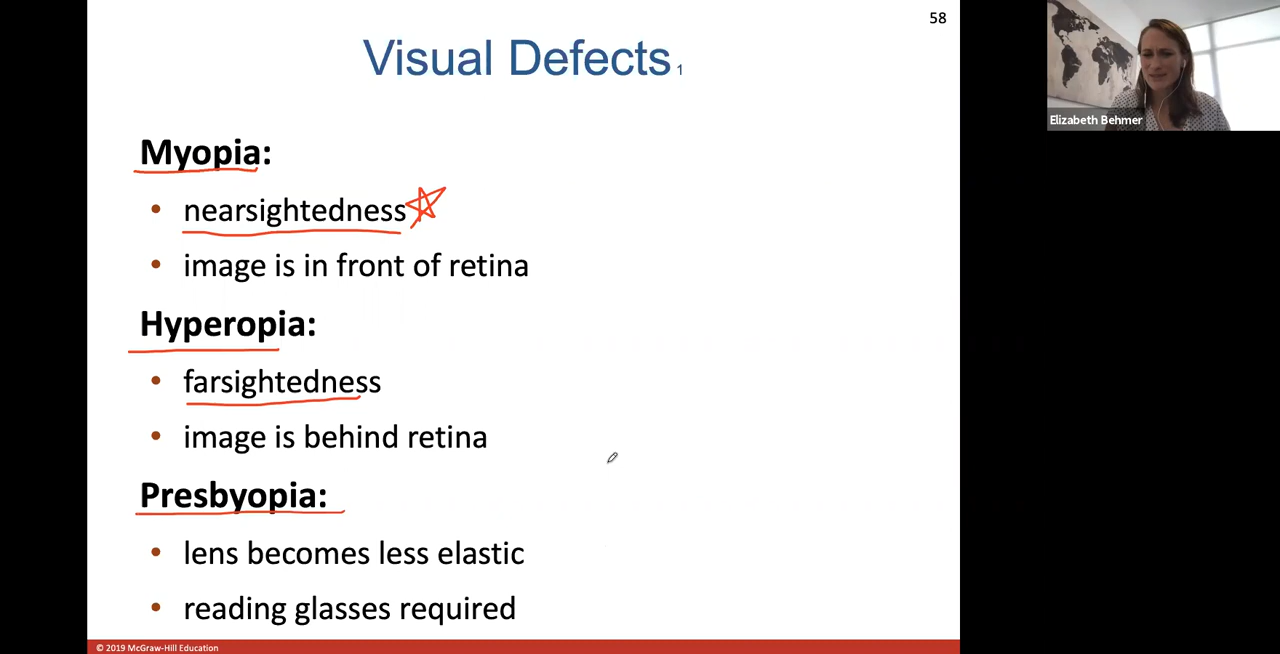 58
Visual Defects 1
Elizabeth Behmer
Myopia:
• nearsightedness
• image is in front of retina
Hyperopia:
• farsightedness
• image is behind retina
Presbyopia:
• lens becomes less elastic
• reading glasses required
© 2019 McGraw-Hill Education